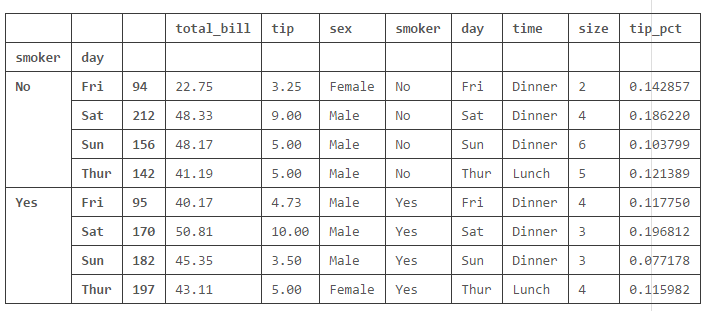 total_bill tip sex smoker day time size tip_pct
smoker day
No Fri 94 22.75 3.25 Female No Fri Dinner 2 0.142857
Sat 212 48.33 9.00 Male No Sat Dinner 4 0.186220
Sun 156 48.17 5.00 Male No Sun Dinner 6 0.103799
Thur 142 41.19 5.00 Male No Thur Lunch 5 0.121389
Yes Fri 95 40.17 4.73 Male Yes Fri Dinner 4 0.117750
Sat 170 50.81 10.00 Male Yes Sat Dinner 3 0.196812
Sun 182 45.35 3.50 Male Yes Sun Dinner 3 0.077178
Thur 197 43.11 5.00 Female Yes Thur Lunch 4 0.115982